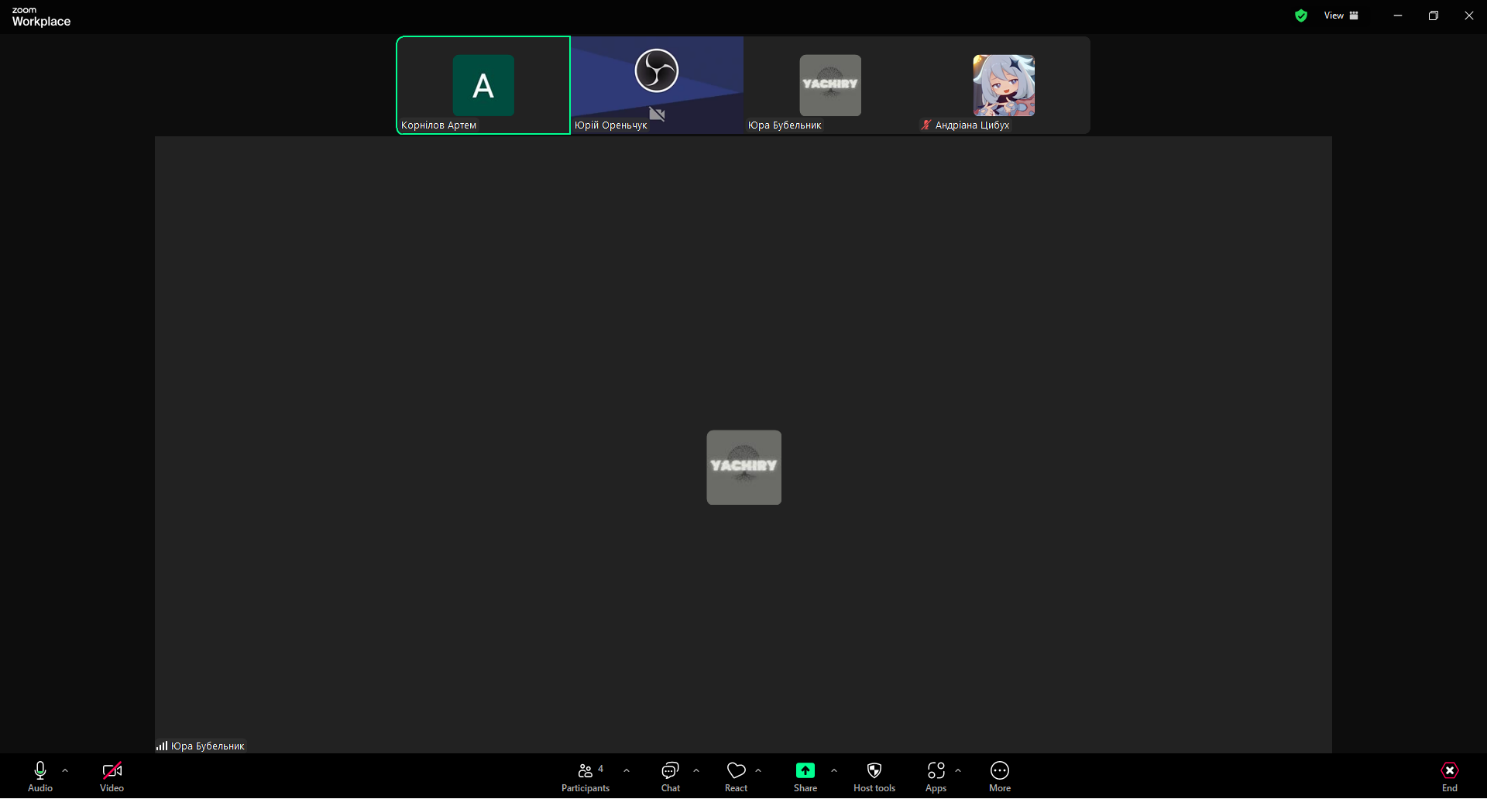 zoom
Workplace
View
A
YACHIRY
Корнілов Артем
Юрій Ореньчук
Юра Бубельник
Андріана Цибух
YACHIRY
Юра Бубельник
Audio
Video
4
Participants
Chat
React
Share
Host tools
Apps
More
End